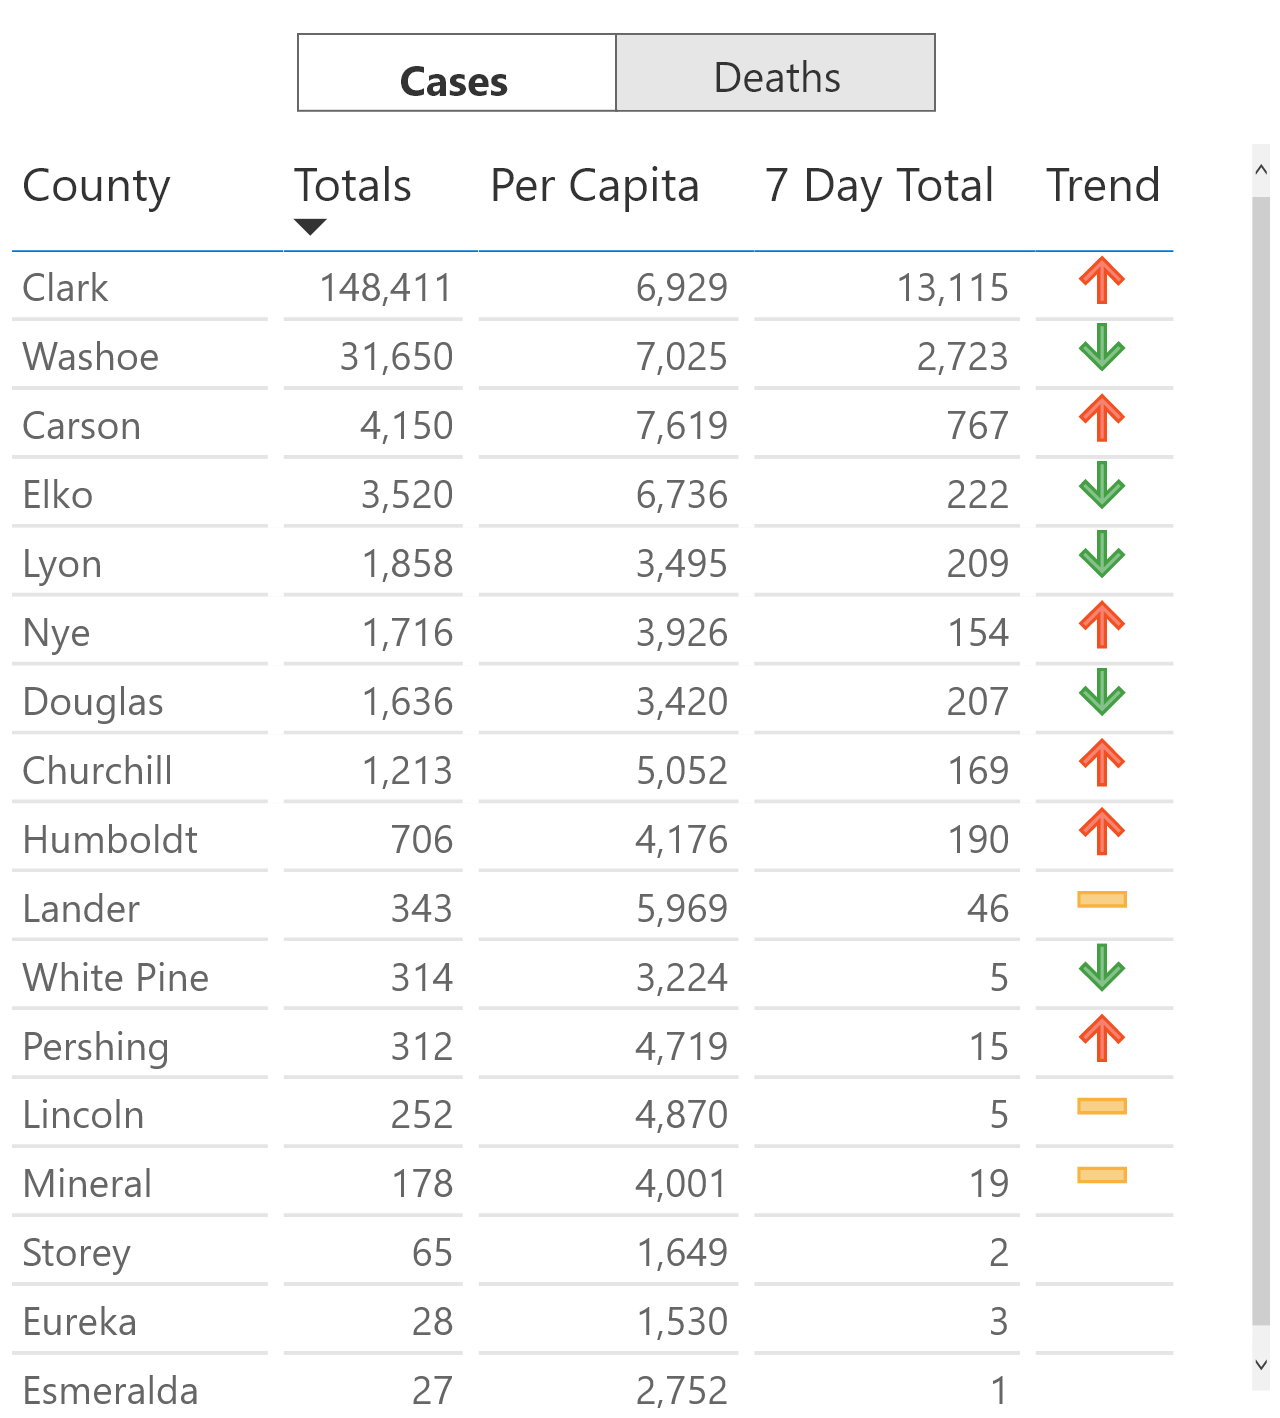 Cases Deaths
County Totals Per Capita 7 Day Total Trend
Clark 148,411 6,929 13,115
Washoe 31,650 7,025 2,723
Carson 4,150 7,619 767
Elko 3,520 6,736 222
Lyon 1,858 3,495 209
Nye 1,716 3,926 154
Douglas 1,636 3,420 207
Churchill 1,213 5,052 169
Humboldt 706 4,176 190
Lander 343 5,969 46
White Pine 314 3,224 5
Pershing 312 4,719 15
Lincoln 252 4,870 5
Mineral 178 4,001 19
Storey 65 1,649 2
Eureka 28 1,530 3
Esmeralda 27 2,752 1